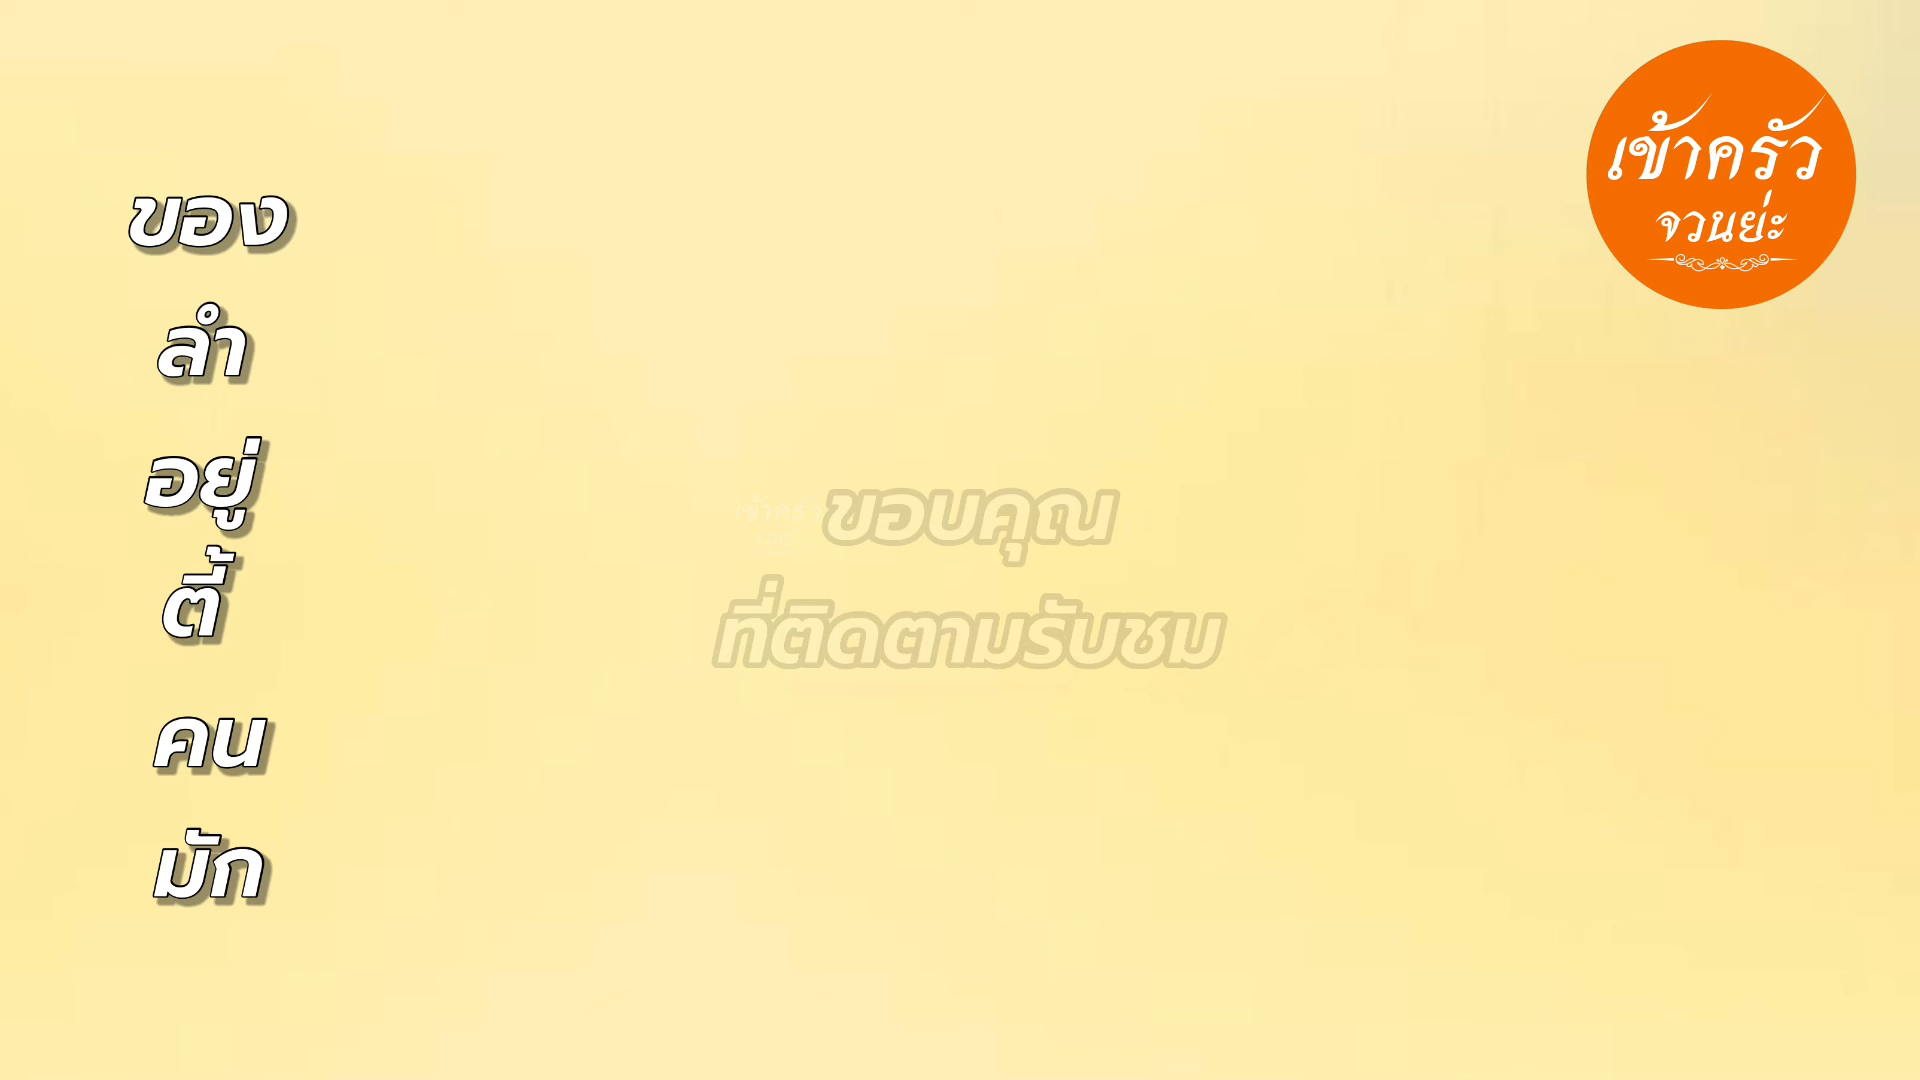 ของ
ลำ
อยู่
ตี้
คน
มัก
เข้าครัว
จวนย่ะ
ขอบคุณ
ที่ติดตามรับชม